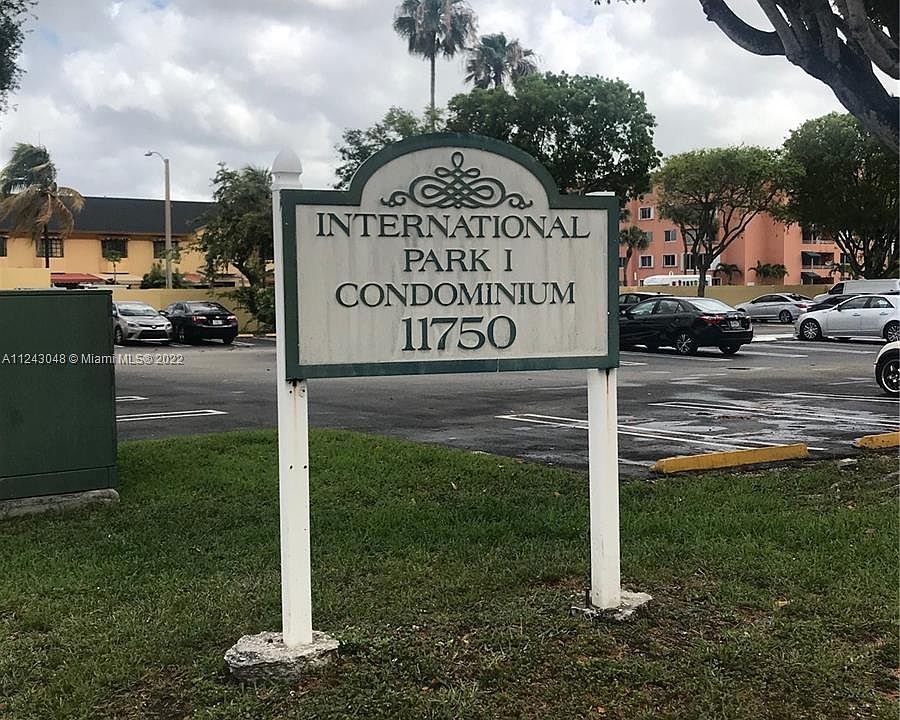 INTERNATIONAL
PARK I
CONDOMINIUM
11750
A11243048 © Miami MLS® 2022